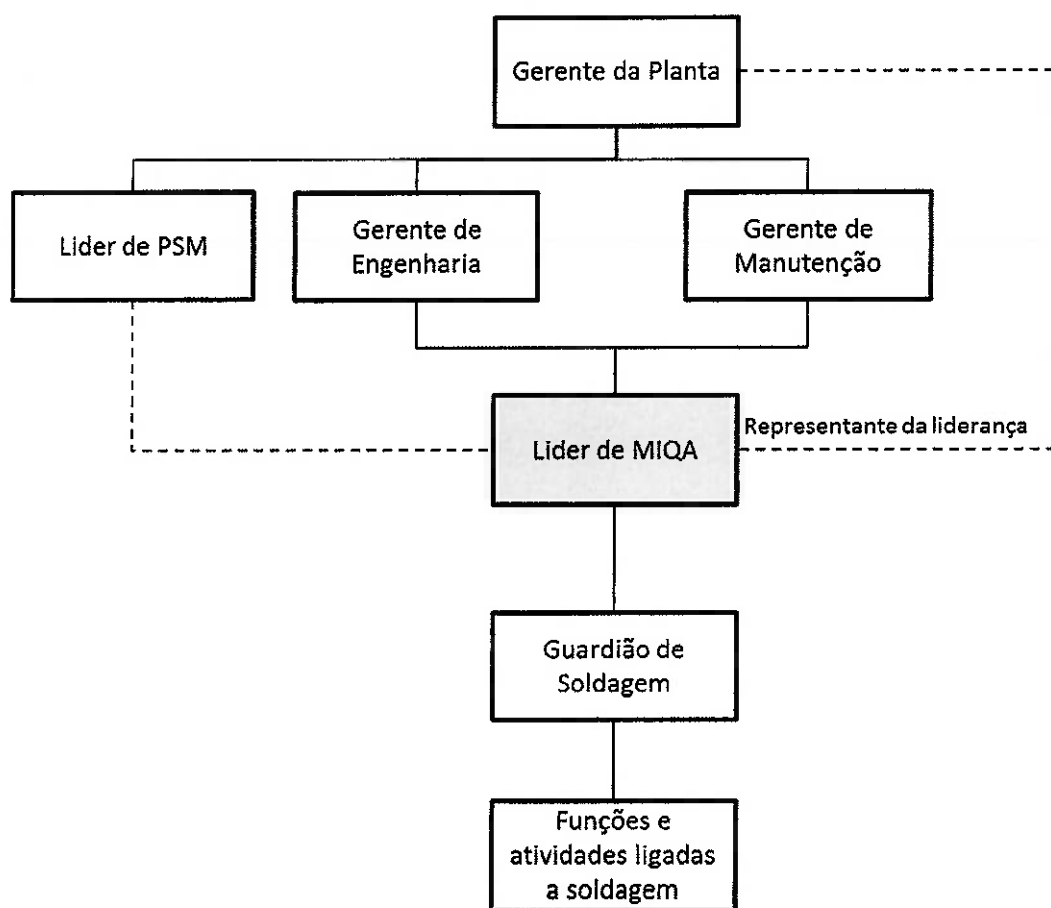 Gerente da Planta
Lider de PSM
Gerente de
Engenharia
Gerente de
Manutenção
Representante da liderança
Lider de MIQA
Guardião de
Soldagem
Funções e
atividades ligadas
a soldagem